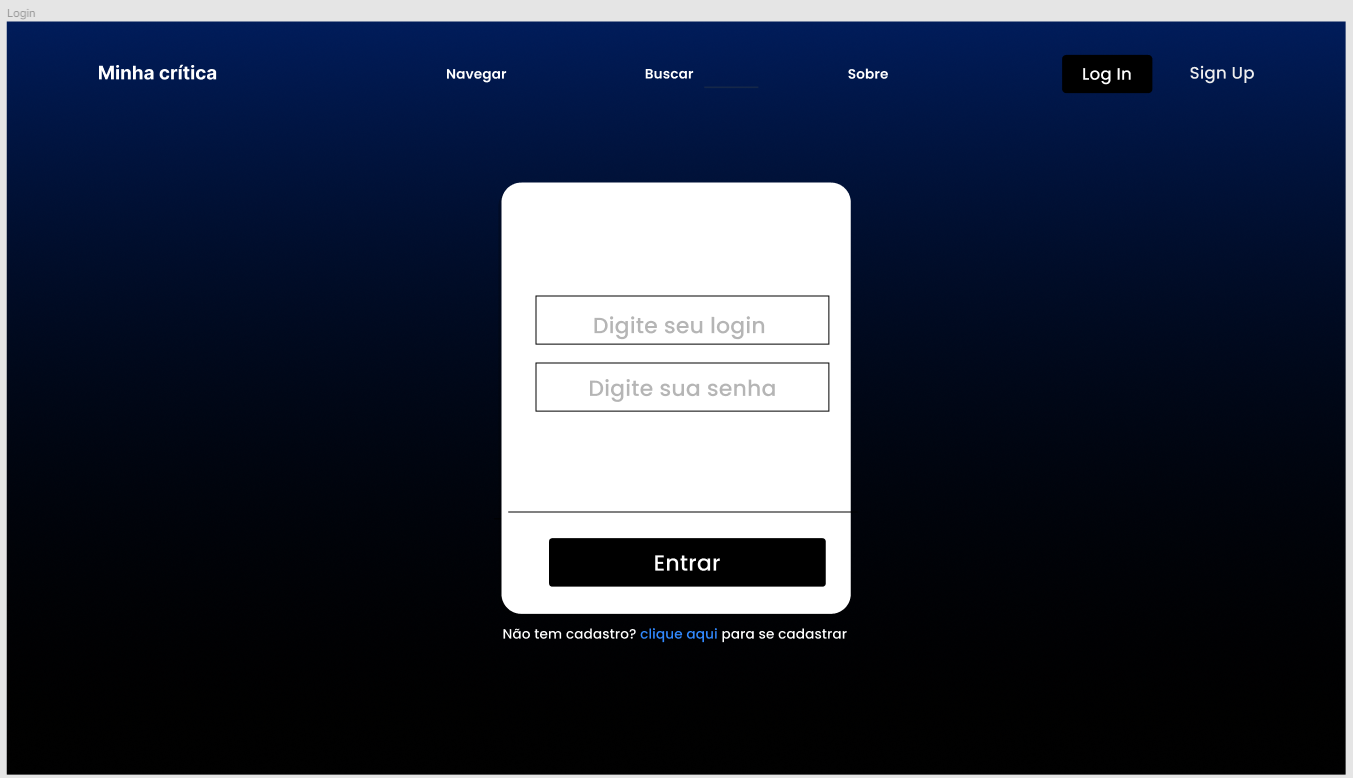 Login
Minha crítica
Navegar
Buscar
Sobre
Log In
Sign Up
Digite seu login
Digite sua senha
Entrar
Não tem cadastro? clique aqui para se cadastrar